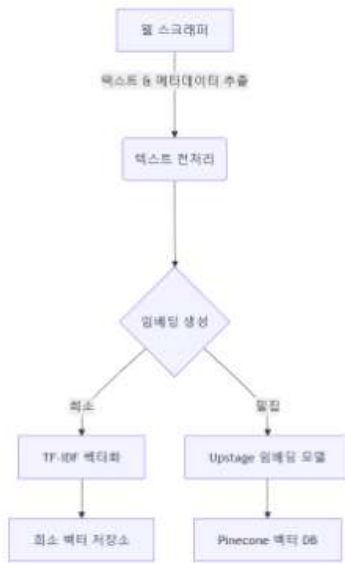 웹 스크래퍼
텍스트 & 메타데이터 추출
텍스트 전처리
임베딩 생성
희소
밀집
TF-IDF 벡터화
Upstage 임베딩 모델
희소 벡터 저장소
Pinecone 벡터 DB